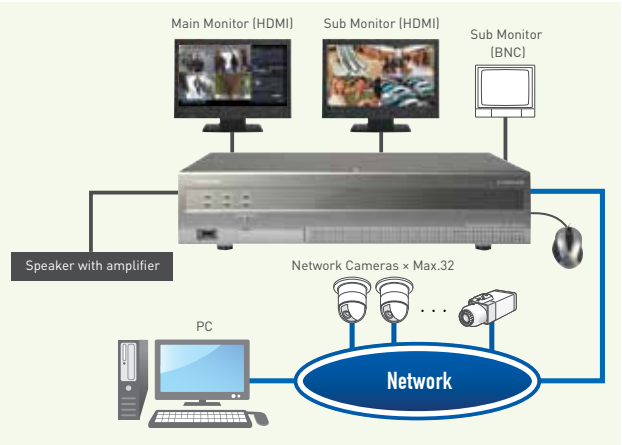 Main Monitor (HDMI)
Sub Monitor (HDMI)
Sub Monitor
(BNC)
Speaker with amplifier
Network Cameras × Max.32
. . .
PC
Network